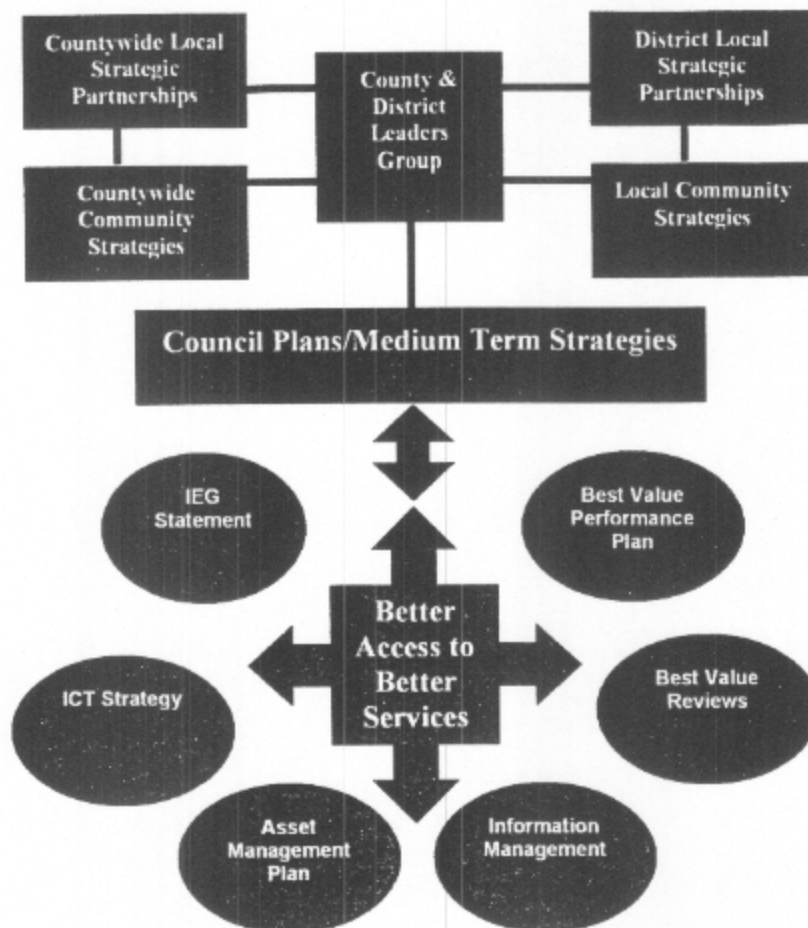 Countywide Local
Strategic
Partnerships
County &
District
Leaders
Group
District Local
Strategic
Partnerships
Countywide
Community
Strategies
Local Community
Strategies
Council Plans/Medium Term Strategies
IEG
Statement
Best Value
Performance
Plan
Better
Access to
Better
Services
ICT Strategy
Best Value
Reviews
Asset
Management
Plan
Information
Management